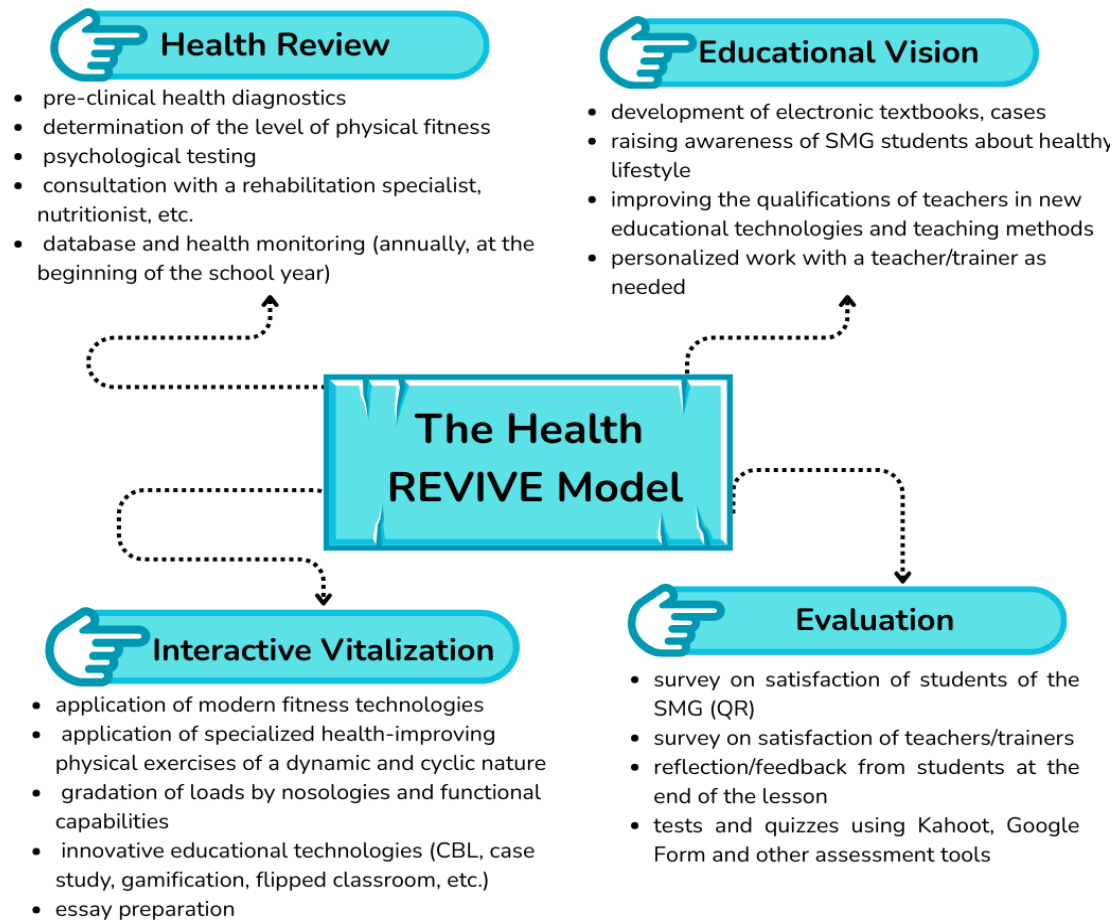 Health Review
• pre-clinical health diagnostics
• determination of the level of physical fitness
• psychological testing
• consultation with a rehabilitation specialist,
nutritionist, etc.
• database and health monitoring (annually, at the
beginning of the school year)
Educational Vision
• development of electronic textbooks, cases
• raising awareness of SMG students about healthy
lifestyle
• improving the qualifications of teachers in new
educational technologies and teaching methods
• personalized work with a teacher/trainer as
needed
The Health
REVIVE Model
Interactive Vitalization
• application of modern fitness technologies
• application of specialized health-improving
physical exercises of a dynamic and cyclic nature
• gradation of loads by nosologies and functional
capabilities
• innovative educational technologies (CBL, case
study, gamification, flipped classroom, etc.)
• essay preparation
Evaluation
• survey on satisfaction of students of the
SMG (QR)
• survey on satisfaction of teachers/trainers
• reflection/feedback from students at the
end of the lesson
• tests and quizzes using Kahoot, Google
Form and other assessment tools